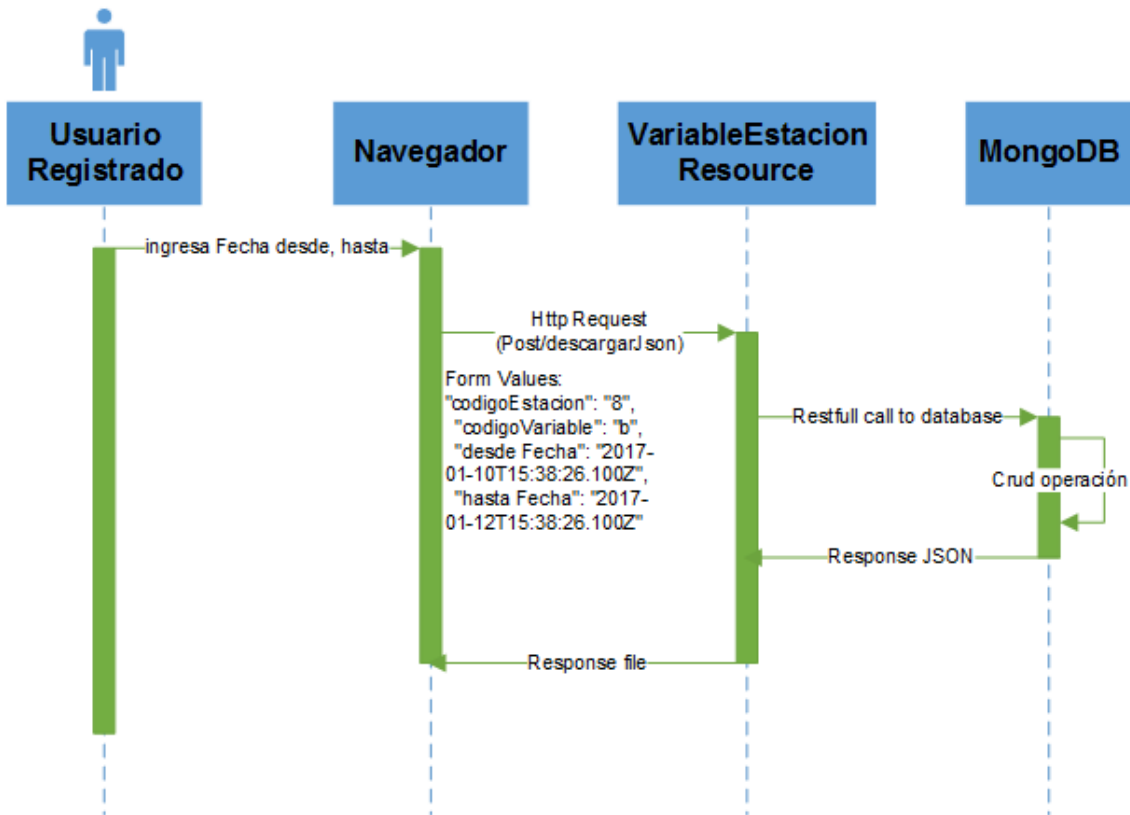 Usuario
Registrado
Navegador
VariableEstacion
Resource
MongoDB
ingresa Fecha desde, hasta
Http Request
(Post/descargarJson)
Form Values:
"codigoEstacion": "8",
"codigoVariable": "b",
"desde Fecha": "2017-
01-10T15:38:26.100Z",
"hasta Fecha": "2017-
01-12T15:38:26.100Z"
Restfull call to database
Crud operación
Response JSON
Response file